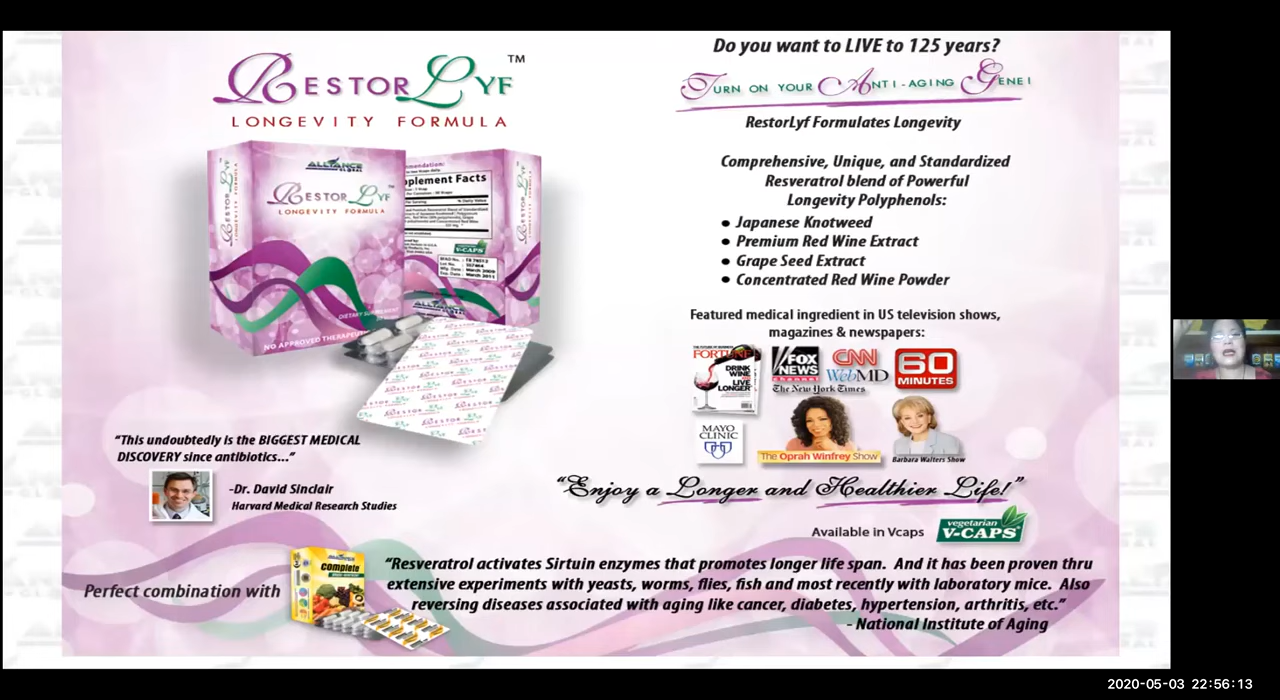 RESTORLYF™
LONGEVITY FORMULA
Do you want to LIVE to 125 years?
TURN ON YOUR ANTI-AGING GENE!
RestorLyf Formulates Longevity
Comprehensive, Unique, and Standardized
Resveratrol blend of Powerful
Longevity Polyphenols:
• Japanese Knotweed
• Premium Red Wine Extract
• Grape Seed Extract
• Concentrated Red Wine Powder
Featured medical ingredient in US television shows,
magazines & newspapers:
FORTUNE
DRINK
WINE
LIVE
LONGER
FOX
NEWS
channel
CNN
WebMD
The New York Times
60
MINUTES
MAYO
CLINIC
The Oprah Winfrey Show
Barbara Walters Show
ALLIANCE
GLOBAL
RESTORLYF™
LONGEVITY FORMULA
DIETARY SUPPLEMENT
NO APPROVED THERAPEUTIC
Supplement Facts
V-CAPS
"This undoubtedly is the BIGGEST MEDICAL
DISCOVERY since antibiotics..."
-Dr. David Sinclair
Harvard Medical Research Studies
"Enjoy a Longer and Healthier Life!"
Available in Vcaps
vegetarian
V-CAPS
Perfect combination with
complete
"Resveratrol activates Sirtuin enzymes that promotes longer life span. And it has been proven thru
extensive experiments with yeasts, worms, flies, fish and most recently with laboratory mice. Also
reversing diseases associated with aging like cancer, diabetes, hypertension, arthritis, etc."
- National Institute of Aging
2020-05-03 22:56:13